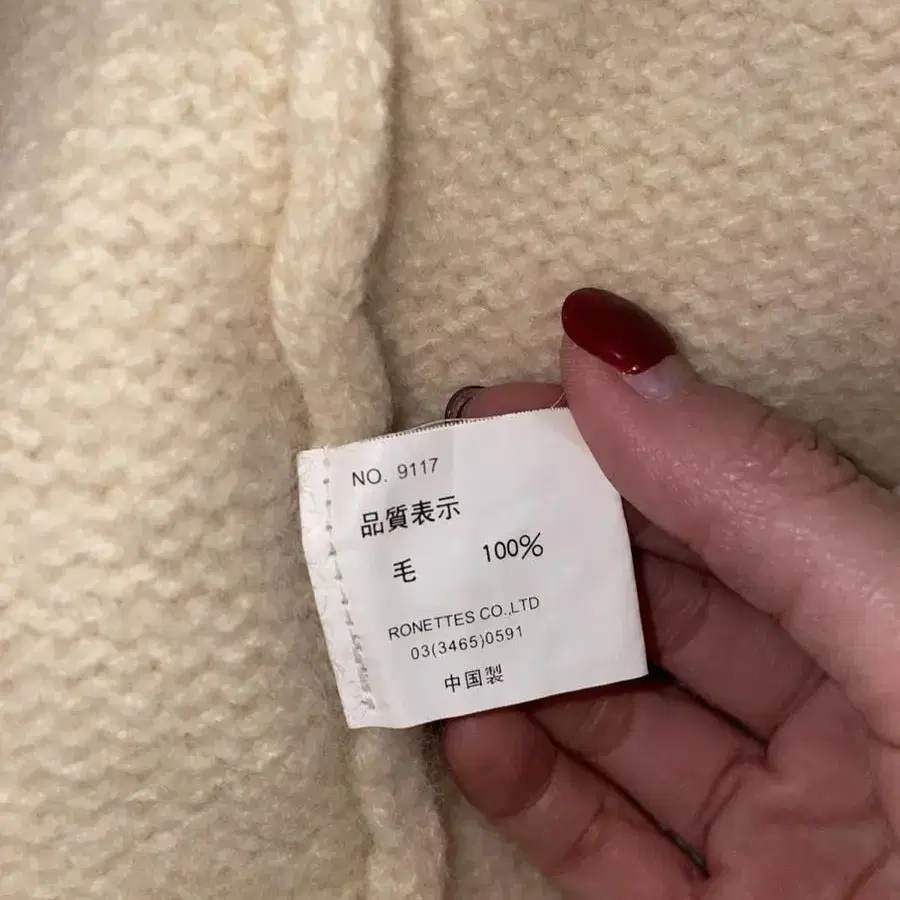 NO. 9117
品質表示
毛 100%
RONETTES CO.,LTD
03(3465)0591
中国製